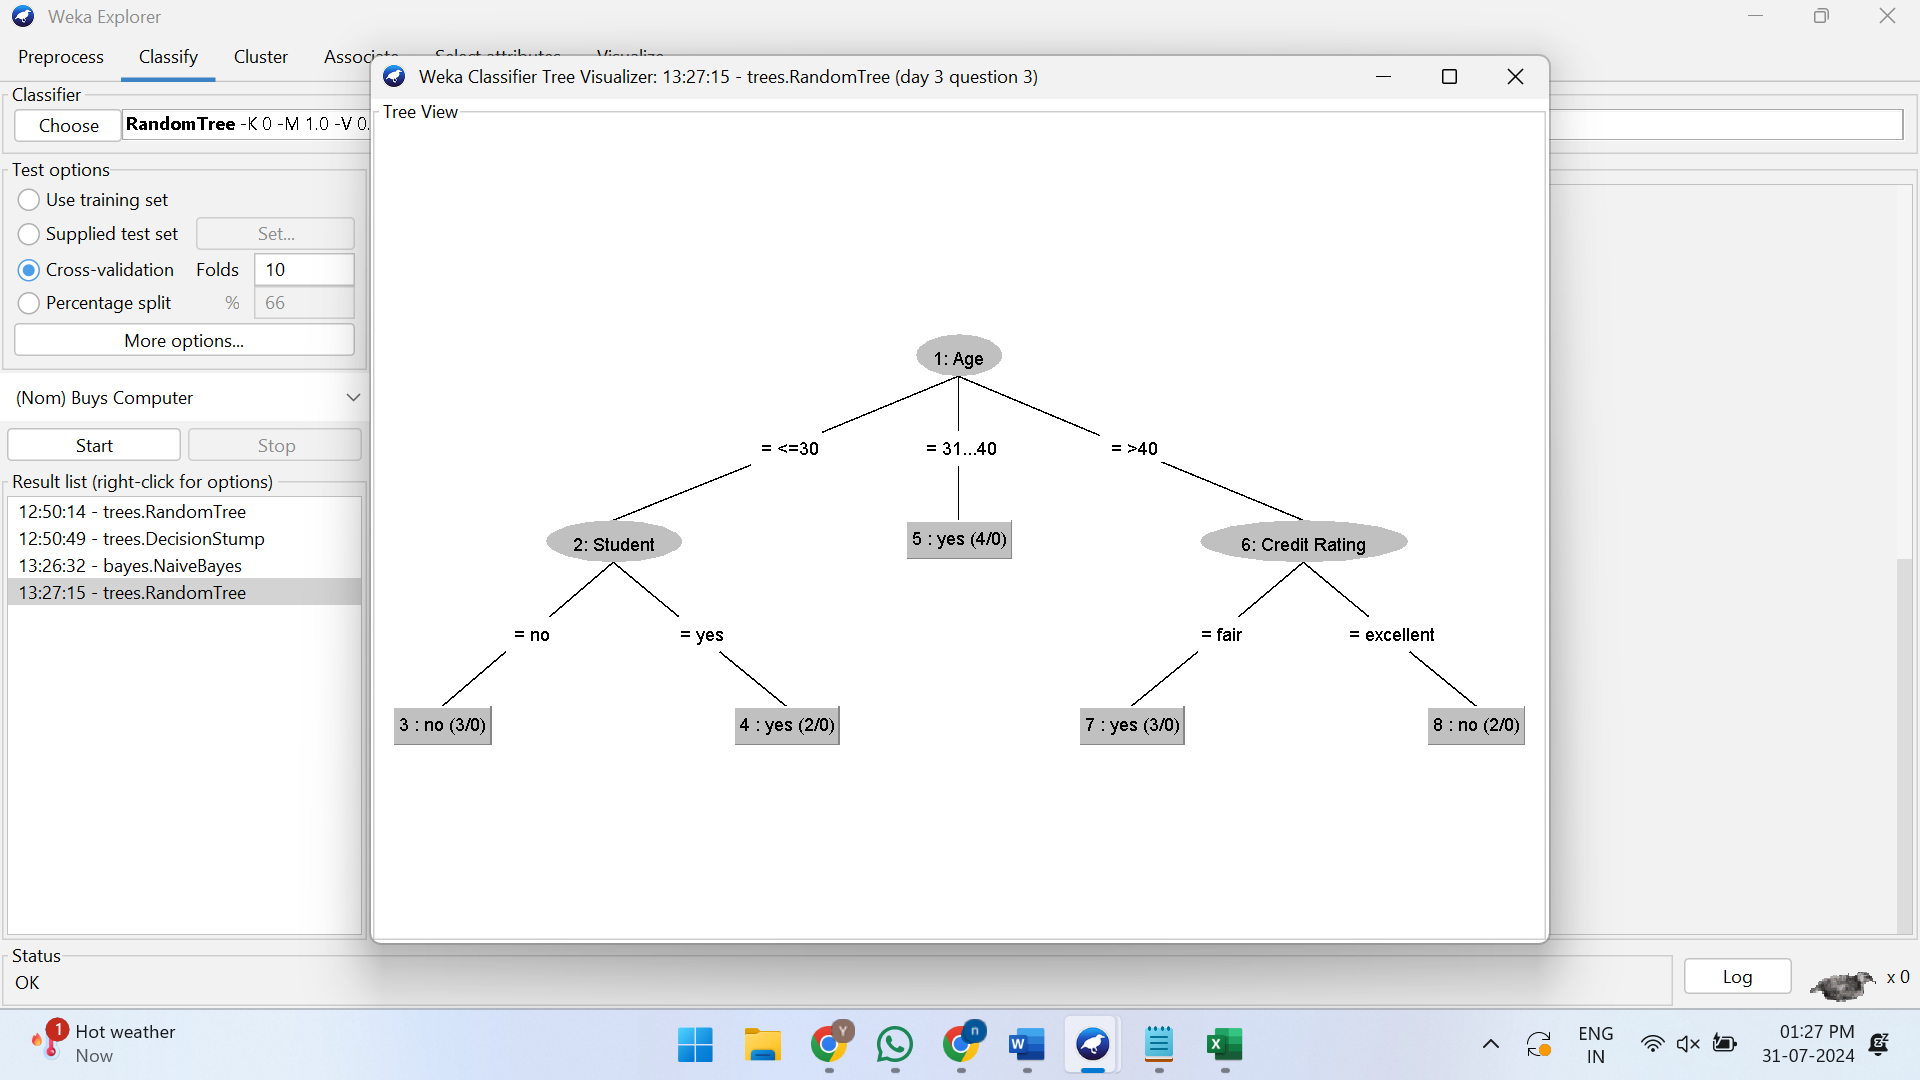 Weka Explorer
Preprocess Classify Cluster Associate Select attributes Visualize
Weka Classifier Tree Visualizer: 13:27:15 - trees.RandomTree (day 3 question 3)
Classifier
Choose RandomTree -K 0 -M 1.0 -V 0.
Tree View
Test options
Use training set
Supplied test set Set...
Cross-validation Folds 10
Percentage split % 66
More options...
(Nom) Buys Computer
Start Stop
Result list (right-click for options)
12:50:14 - trees.RandomTree
12:50:49 - trees.DecisionStump
13:26:32 - bayes.NaiveBayes
13:27:15 - trees.RandomTree
1: Age
= <=30 = 31...40 = >40
2: Student 5 : yes (4/0) 6: Credit Rating
= no = yes = fair = excellent
3 : no (3/0) 4 : yes (2/0) 7 : yes (3/0) 8 : no (2/0)
Status
OK
Log x 0
1 Hot weather
Now
Y n W X
ENG
IN
01:27 PM
31-07-2024